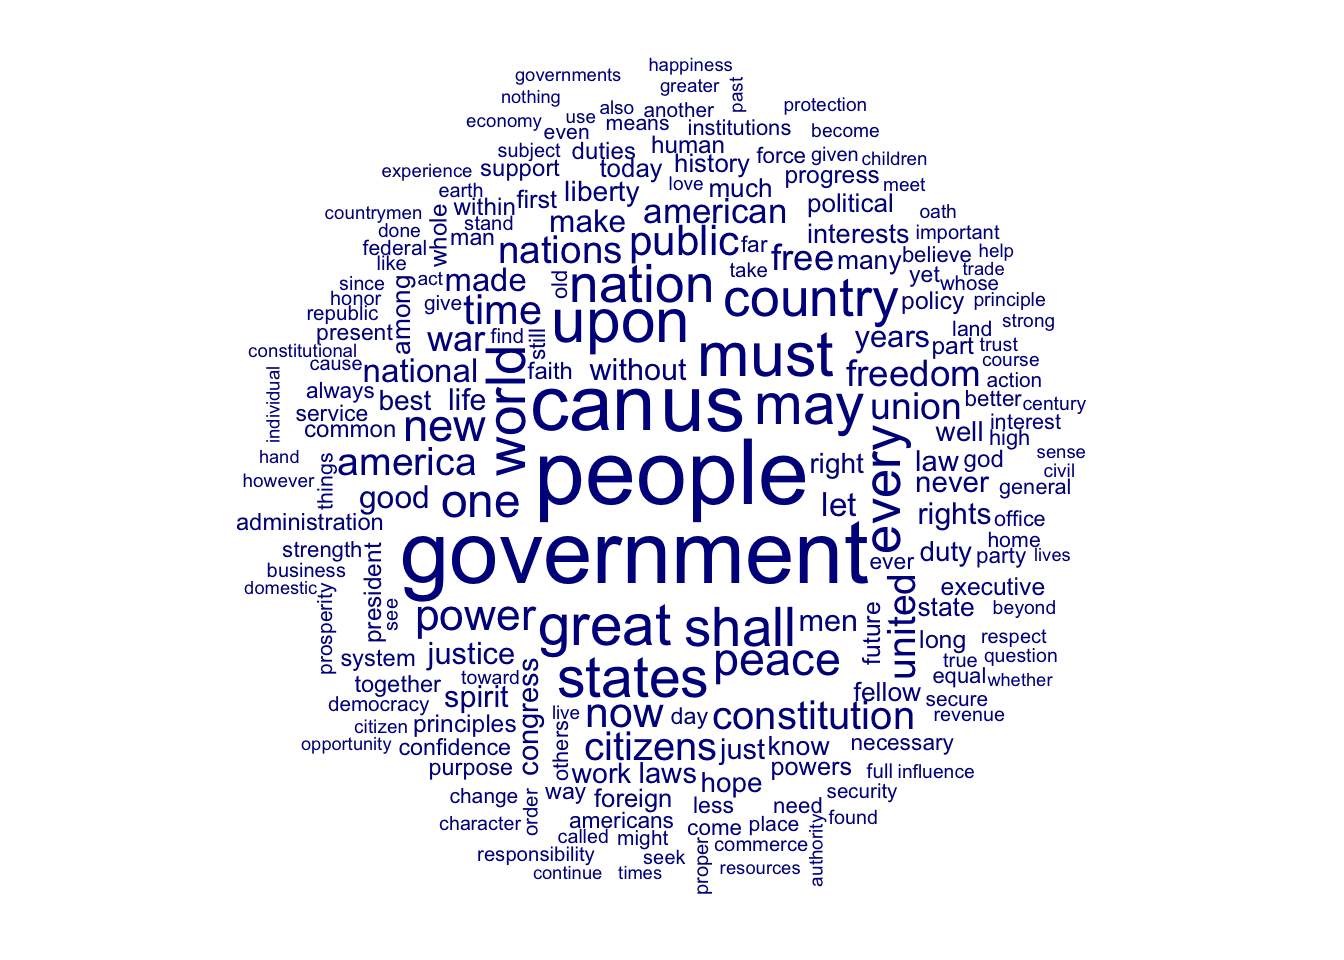 happiness
governments
greater
past
nothing
also another
protection
economy
use
means
institutions
become
even
human
subject
duties
history
force given children
experience
support
today
progress
earth
love much
meet
within first
liberty
political
countrymen
whole
stand
make
american
oath
done
man
nations
public
far
interests important
federal
free
many
believe help
like
act
made
old
nation
take
yet
trade
since
whose
honor
among
give
time
upon
country
policy principle
republic
strong
present
war
find
still
years
land
constitutional
must
part trust
cause
national
world
faith
without
freedom
course
individual
always
action
best life
can us
may
union
better century
service
common
new
interest
well high
hand
america
people
right
every
law god
sense
however
things
civil
good
one
let
never general
administration
rights office
strength
government
home
business
president
ever duty party lives
domestic
see
executive
prosperity
power
great shall
men
future
united
state beyond
system
justice
peace
long respect
true question
together
toward
congress
states
equal whether
democracy
spirit
fellow secure
citizen principles
live
now day constitution
revenue
opportunity confidence
others
citizens just know
necessary
purpose
work laws
hope
powers
full influence
change
order
way
foreign
less
need
security
character
americans
come place
found
called might
commerce
authority
responsibility
seek
proper
resources
continue times